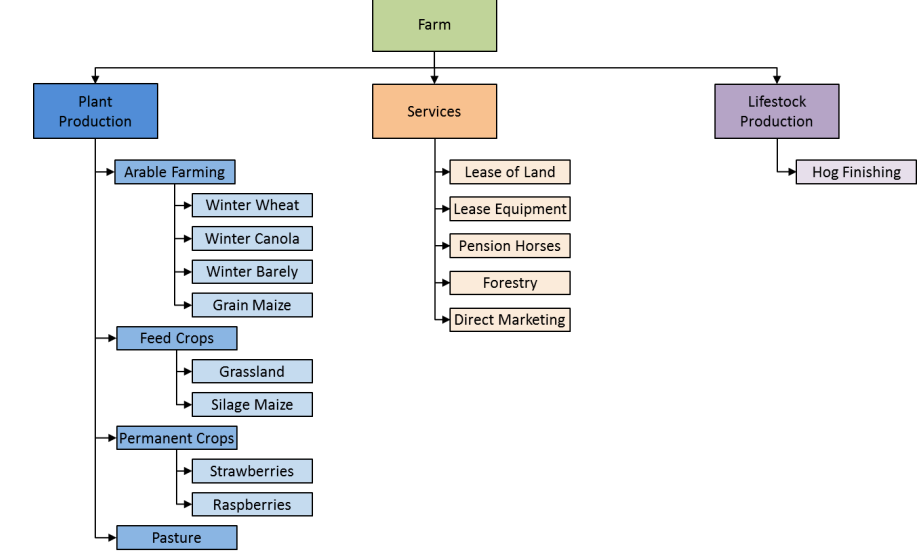 Farm
Plant
Production
Services
Lifestock
Production
Arable Farming
Winter Wheat
Winter Canola
Winter Barely
Grain Maize
Feed Crops
Grassland
Silage Maize
Permanent Crops
Strawberries
Raspberries
Pasture
Lease of Land
Lease Equipment
Pension Horses
Forestry
Direct Marketing
Hog Finishing